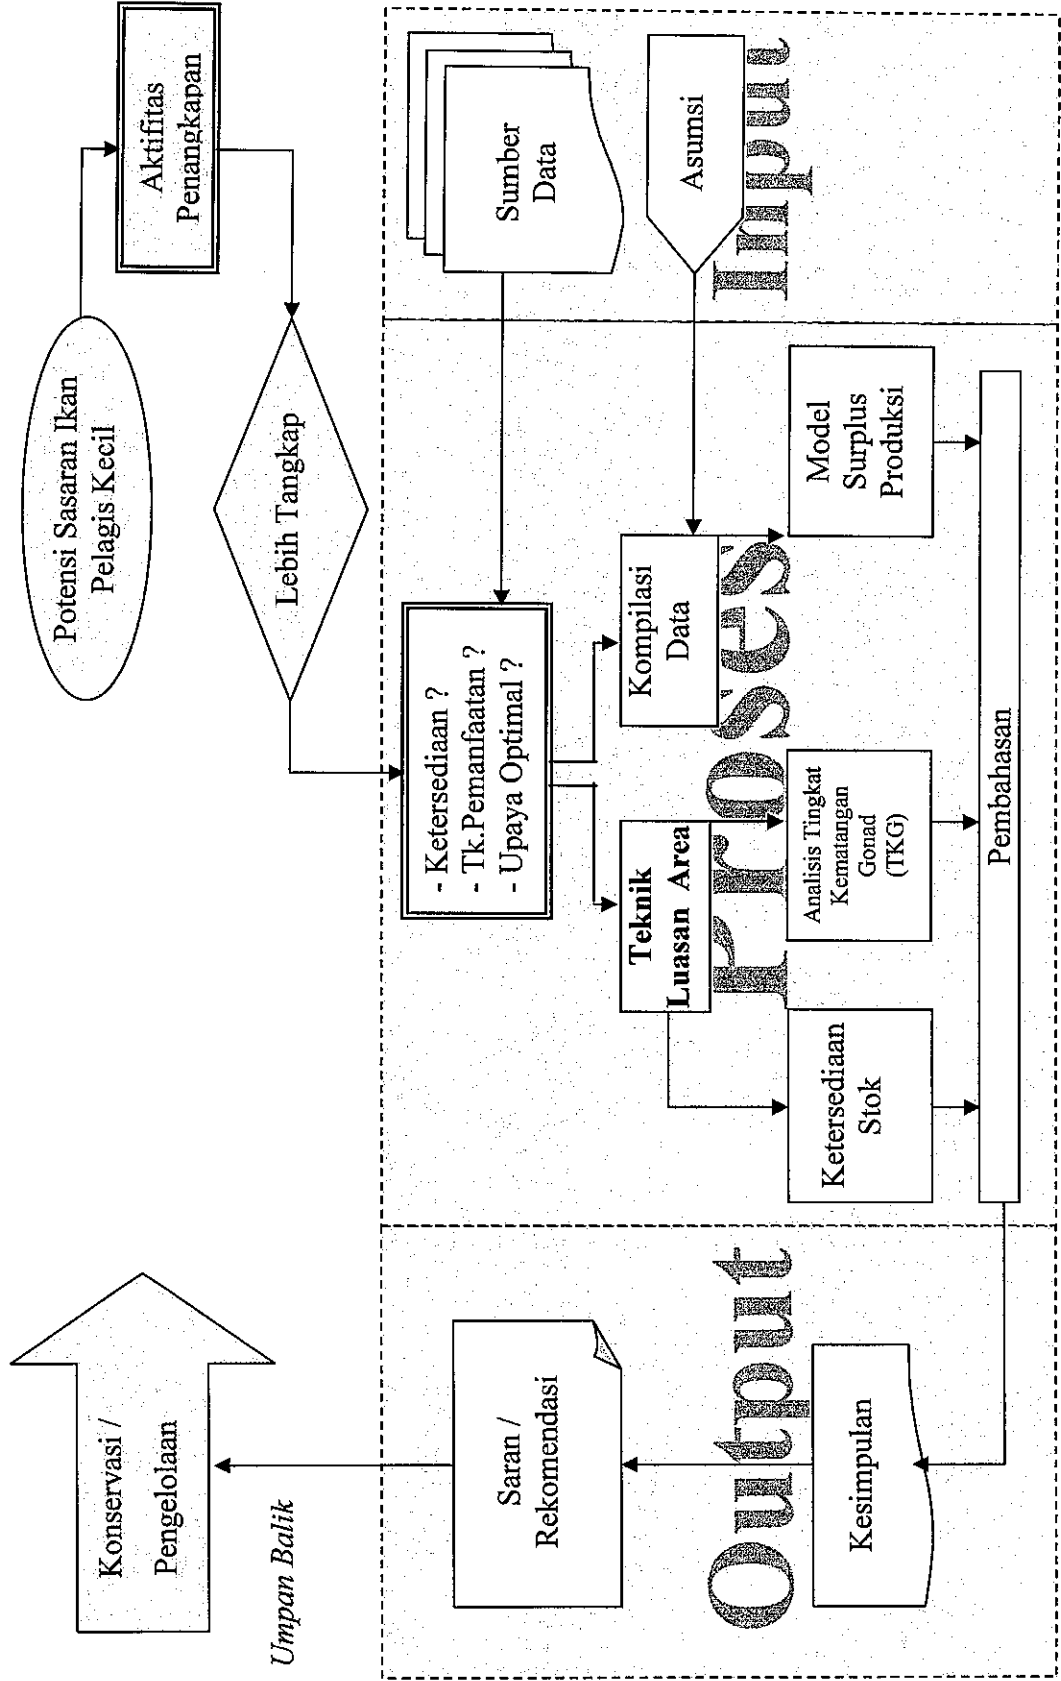 Konservasi /
Pengelolaan
Umpan Balik
Potensi Sasaran Ikan
Pelagis Kecil
Aktifitas
Penangkapan
Lebih Tangkap
- Ketersediaan ?
- Tk.Pemanfaatan ?
- Upaya Optimal ?
Sumber
Data
Asumsi
Input
Teknik
Luasan Area
Kompilasi
Data
Proses
Ketersediaan
Stok
Analisis Tingkat
Kematangan
Gonad
(TKG)
Model
Surplus
Produksi
Pembahasan
Saran /
Rekomendasi
Output
Kesimpulan